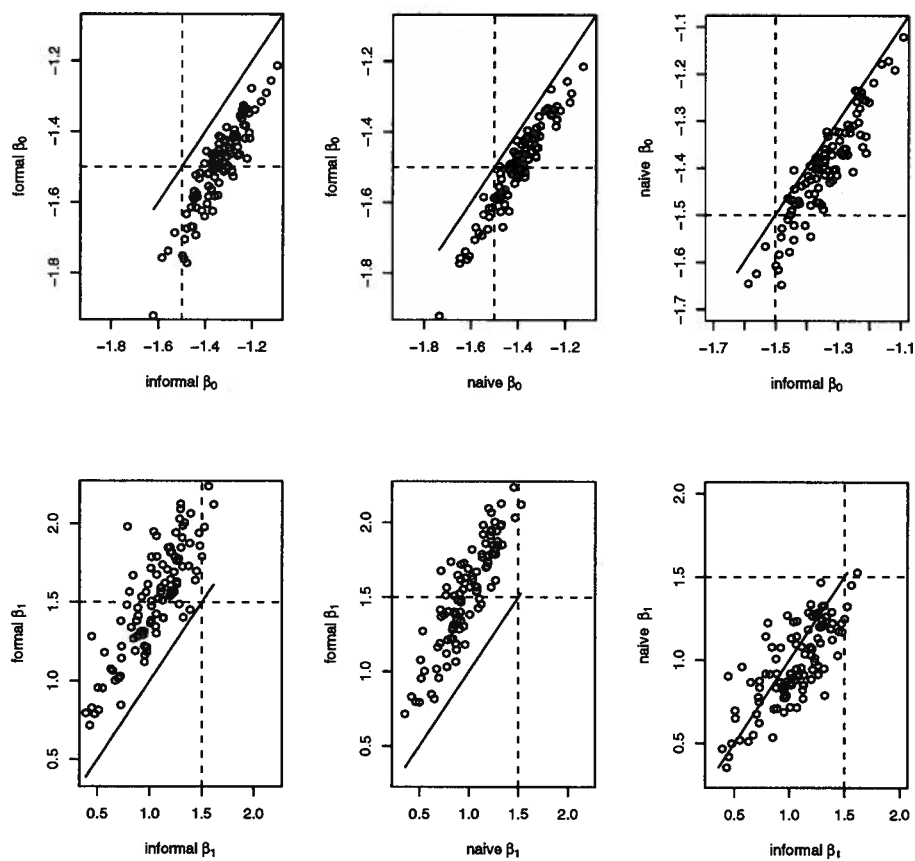 formal β₀
−1.2
−1.4
−1.6
−1.8
−1.8 −1.6 −1.4 −1.2
informal β₀
formal β₀
−1.2
−1.4
−1.6
−1.8
−1.8 −1.6 −1.4 −1.2
naive β₀
naive β₀
−1.1
−1.2
−1.3
−1.4
−1.5
−1.6
−1.7
−1.7 −1.5 −1.3 −1.1
informal β₀
formal β₁
2.0
1.5
1.0
0.5
0.5 1.0 1.5 2.0
informal β₁
formal β₁
2.0
1.5
1.0
0.5
0.5 1.0 1.5 2.0
naive β₁
naive β₁
2.0
1.5
1.0
0.5
0.5 1.0 1.5 2.0
informal β₁